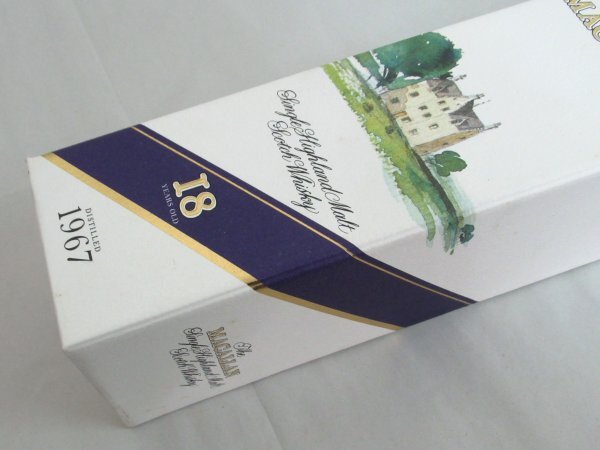 MAC
Single Highland Malt
Scotch Whisky
18
YEARS OLD
DISTILLED
1967
The
MACALLAN
Single Highland Malt
Scotch Whisky